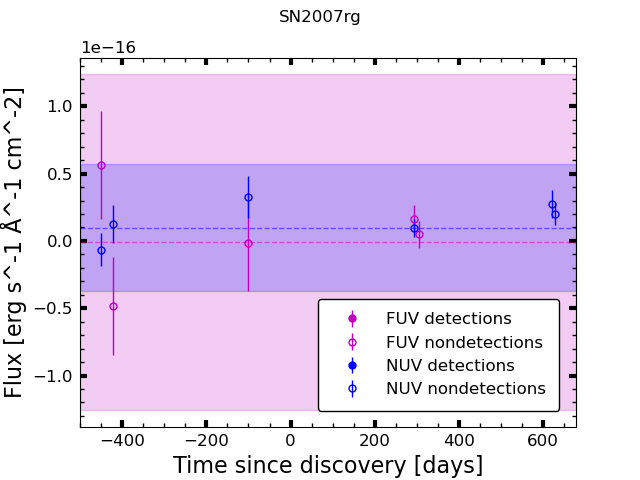 SN2007rg
1e−16
1.0
0.5
0.0
−0.5
−1.0
Flux [erg s^-1 Å^-1 cm^-2]
FUV detections
FUV nondetections
NUV detections
NUV nondetections
−400 −200 0 200 400 600
Time since discovery [days]